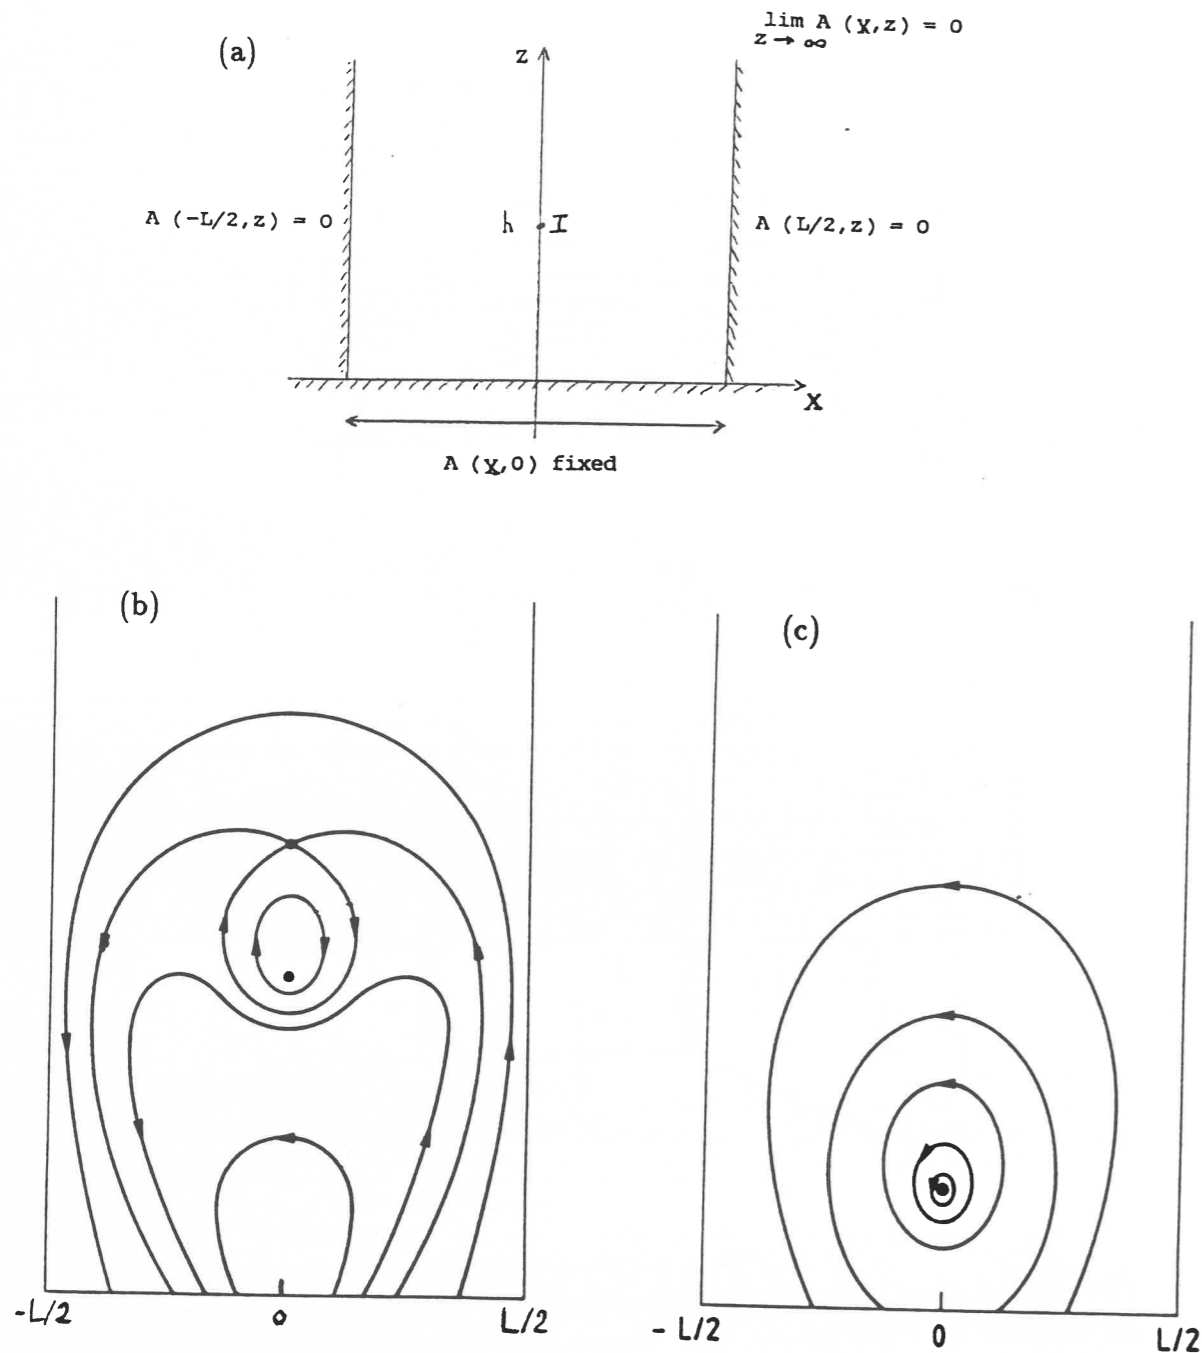 (a)
lim A (x,z) = 0
z → ∞
z
A (-L/2,z) = 0
h
I
A (L/2,z) = 0
x
A (x,0) fixed
(b)
(c)
-L/2
0
L/2
- L/2
0
L/2